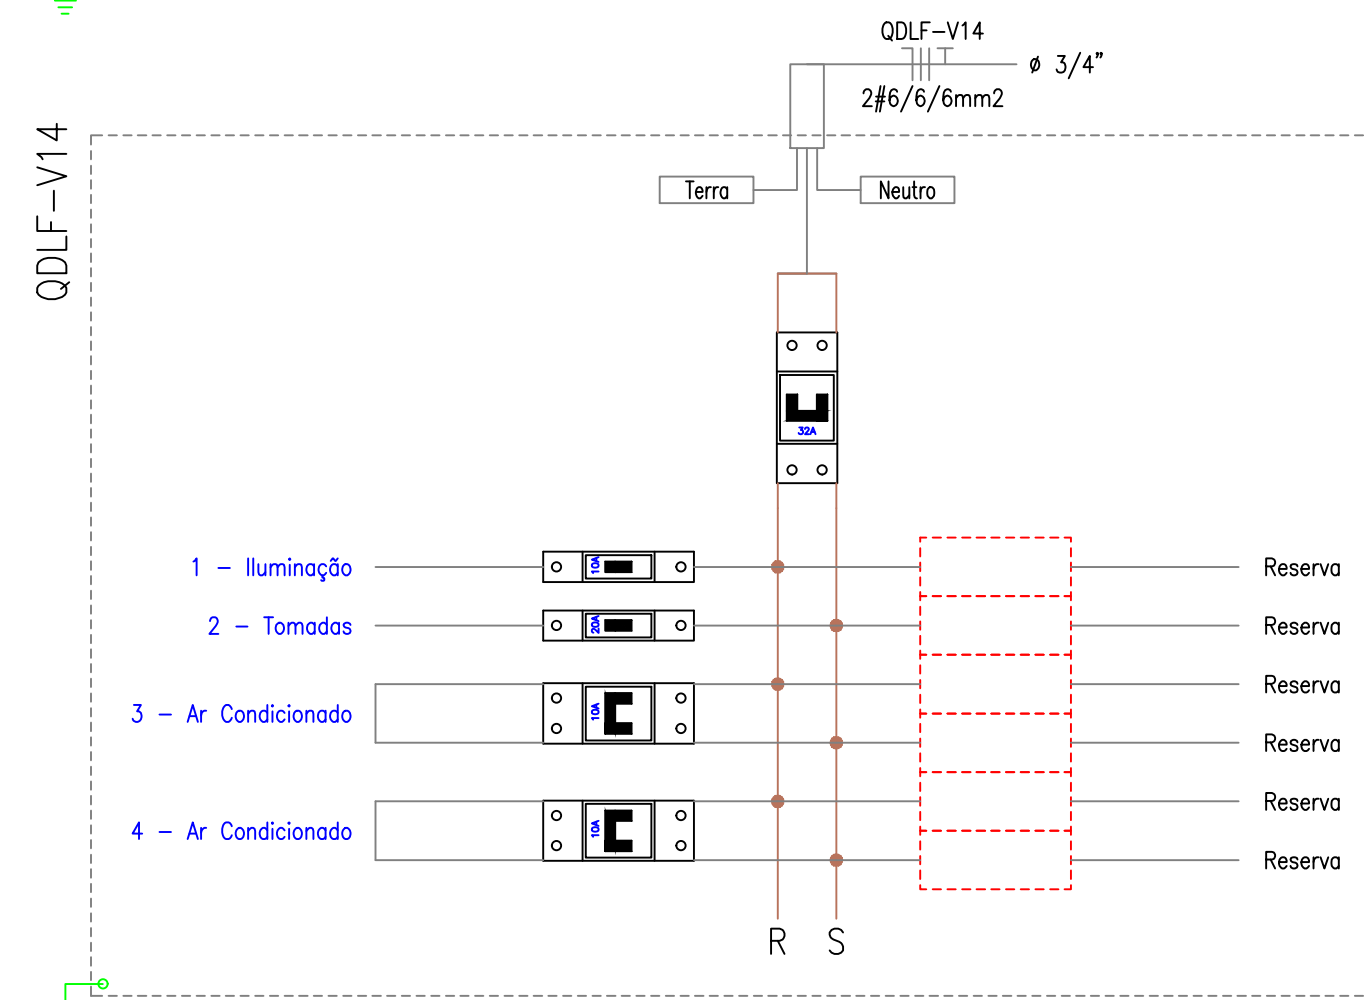 QDLF-V14
ø 3/4"
2#6/6/6mm2
QDLF-V14
Terra
Neutro
32A
1 - Iluminação
10A
Reserva
2 - Tomadas
20A
Reserva
Reserva
3 - Ar Condicionado
10A
Reserva
Reserva
4 - Ar Condicionado
10A
Reserva
R
S